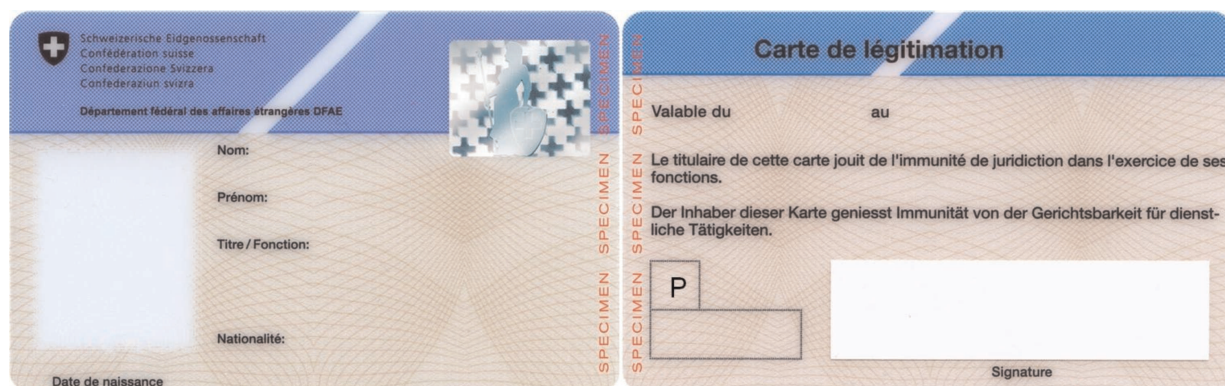 Schweizerische Eidgenossenschaft
Confédération suisse
Confederazione Svizzera
Confederaziun svizra
Département fédéral des affaires étrangères DFAE
Nom:
Prénom:
Titre / Fonction:
Nationalité:
Date de naissance
SPECIMEN SPECIMEN SPECIMEN
SPECIMEN SPECIMEN SPECIMEN
Carte de légitimation
Valable du au
Le titulaire de cette carte jouit de l'immunité de juridiction dans l'exercice de ses
fonctions.
Der Inhaber dieser Karte geniesst Immunität von der Gerichtsbarkeit für dienst-
liche Tätigkeiten.
P
Signature